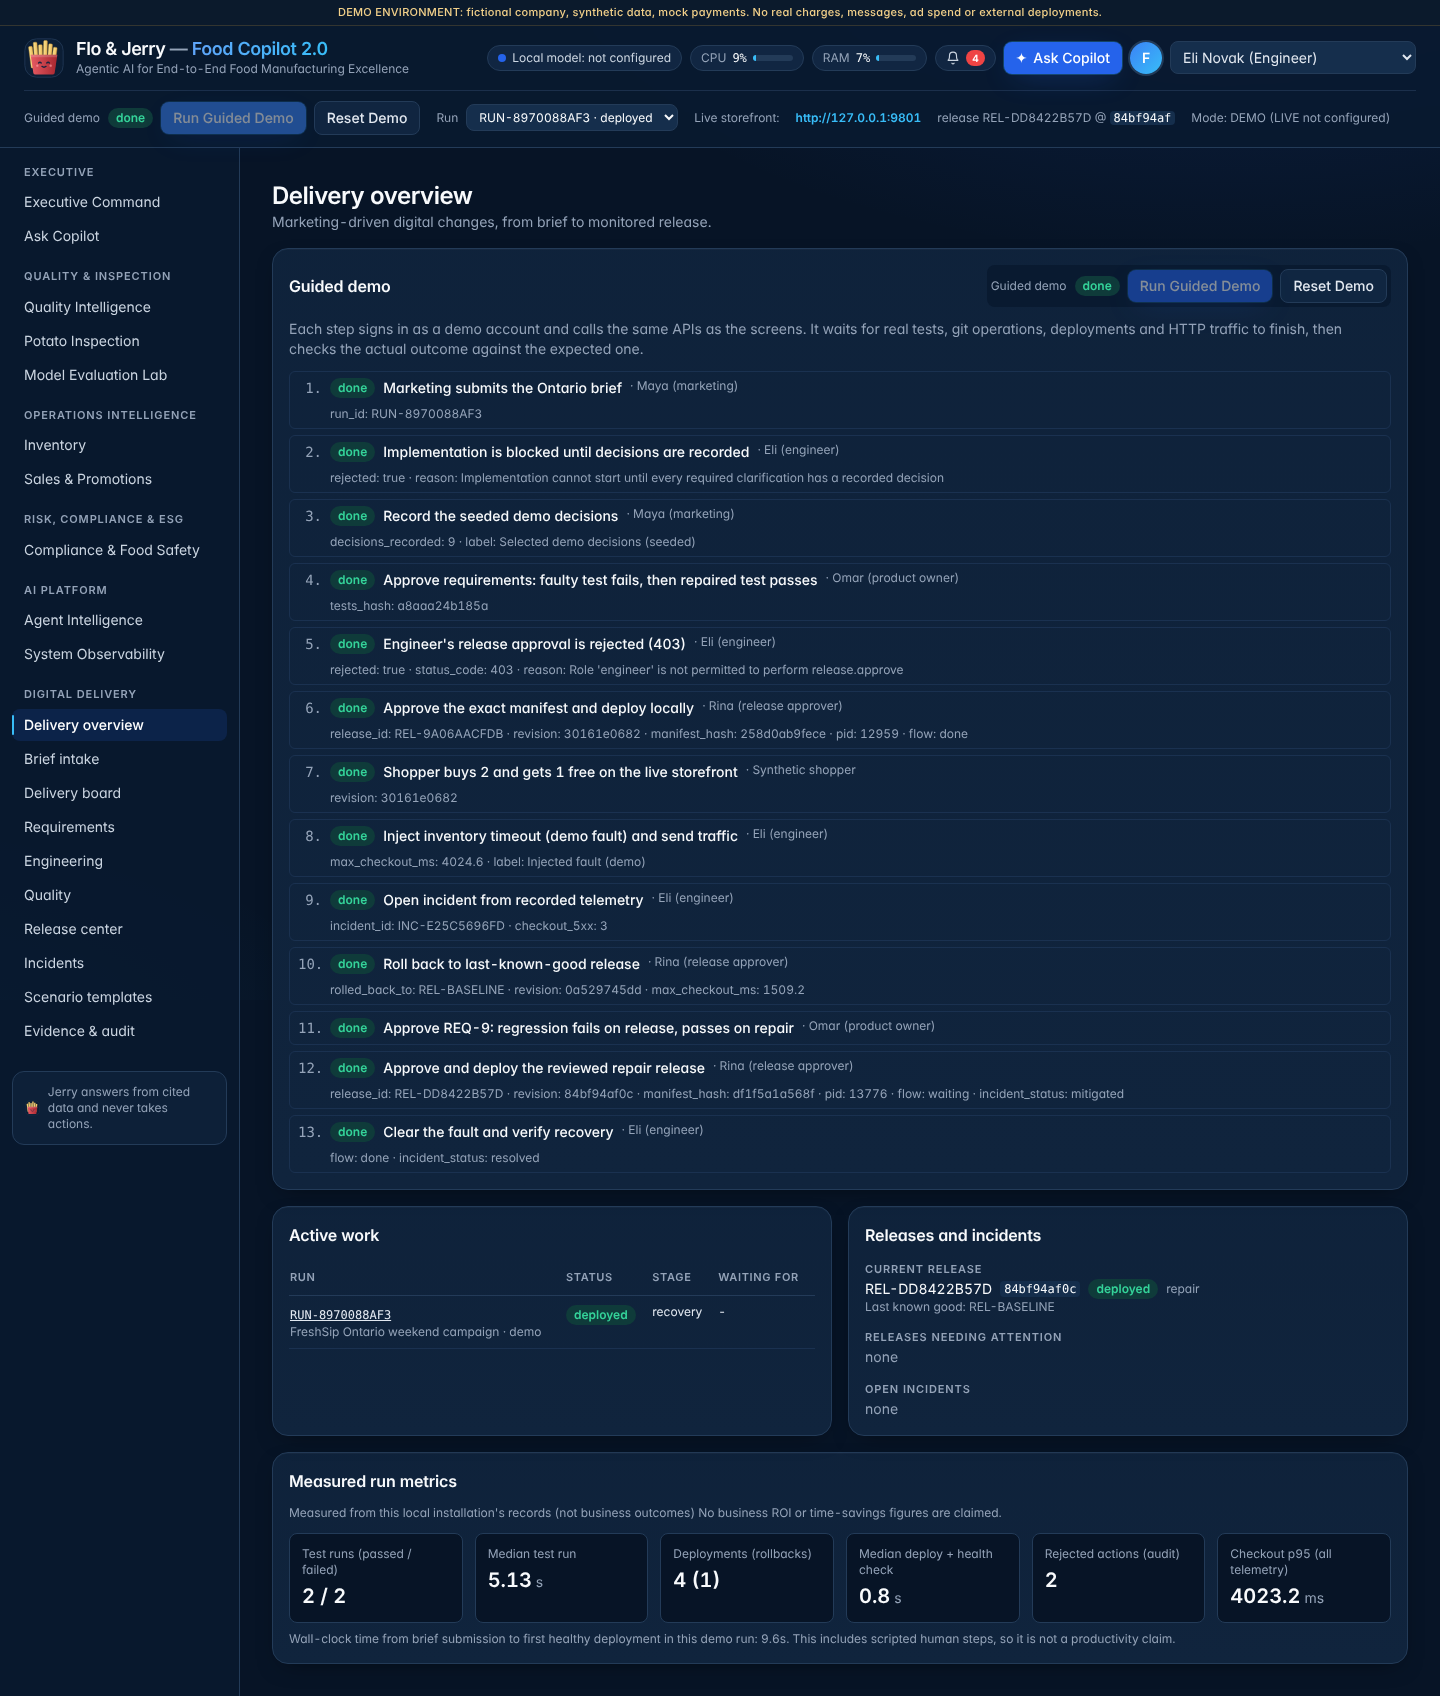 DEMO ENVIRONMENT: fictional company, synthetic data, mock payments. No real charges, messages, ad spend or external deployments.
Flo & Jerry — Food Copilot 2.0
Agentic AI for End-to-End Food Manufacturing Excellence
Local model: not configured
CPU 9%
RAM 7%
4
✦ Ask Copilot
F
Eli Novak (Engineer)
Guided demo done Run Guided Demo Reset Demo Run RUN-8970088AF3 · deployed Live storefront: http://127.0.0.1:9801 release REL-DD8422B57D @ 84bf94af Mode: DEMO (LIVE not configured)
EXECUTIVE
Executive Command
Ask Copilot
QUALITY & INSPECTION
Quality Intelligence
Potato Inspection
Model Evaluation Lab
OPERATIONS INTELLIGENCE
Inventory
Sales & Promotions
RISK, COMPLIANCE & ESG
Compliance & Food Safety
AI PLATFORM
Agent Intelligence
System Observability
DIGITAL DELIVERY
Delivery overview
Brief intake
Delivery board
Requirements
Engineering
Quality
Release center
Incidents
Scenario templates
Evidence & audit
Jerry answers from cited
data and never takes
actions.
Delivery overview
Marketing-driven digital changes, from brief to monitored release.
Guided demo
Guided demo done Run Guided Demo Reset Demo
Each step signs in as a demo account and calls the same APIs as the screens. It waits for real tests, git operations, deployments and HTTP traffic to finish, then
checks the actual outcome against the expected one.
1. done Marketing submits the Ontario brief · Maya (marketing)
run_id: RUN-8970088AF3
2. done Implementation is blocked until decisions are recorded · Eli (engineer)
rejected: true · reason: Implementation cannot start until every required clarification has a recorded decision
3. done Record the seeded demo decisions · Maya (marketing)
decisions_recorded: 9 · label: Selected demo decisions (seeded)
4. done Approve requirements: faulty test fails, then repaired test passes · Omar (product owner)
tests_hash: a8aaa24b185a
5. done Engineer's release approval is rejected (403) · Eli (engineer)
rejected: true · status_code: 403 · reason: Role 'engineer' is not permitted to perform release.approve
6. done Approve the exact manifest and deploy locally · Rina (release approver)
release_id: REL-9A06AACFDB · revision: 30161e0682 · manifest_hash: 258d0ab9fece · pid: 12959 · flow: done
7. done Shopper buys 2 and gets 1 free on the live storefront · Synthetic shopper
revision: 30161e0682
8. done Inject inventory timeout (demo fault) and send traffic · Eli (engineer)
max_checkout_ms: 4024.6 · label: Injected fault (demo)
9. done Open incident from recorded telemetry · Eli (engineer)
incident_id: INC-E25C5696FD · checkout_5xx: 3
10. done Roll back to last-known-good release · Rina (release approver)
rolled_back_to: REL-BASELINE · revision: 0a529745dd · max_checkout_ms: 1509.2
11. done Approve REQ-9: regression fails on release, passes on repair · Omar (product owner)
12. done Approve and deploy the reviewed repair release · Rina (release approver)
release_id: REL-DD8422B57D · revision: 84bf94af0c · manifest_hash: df1f5a1a568f · pid: 13776 · flow: waiting · incident_status: mitigated
13. done Clear the fault and verify recovery · Eli (engineer)
flow: done · incident_status: resolved
Active work
RUN STATUS STAGE WAITING FOR
RUN-8970088AF3 deployed recovery -
FreshSip Ontario weekend campaign · demo
Releases and incidents
CURRENT RELEASE
REL-DD8422B57D 84bf94af0c deployed repair
Last known good: REL-BASELINE
RELEASES NEEDING ATTENTION
none
OPEN INCIDENTS
none
Measured run metrics
Measured from this local installation's records (not business outcomes) No business ROI or time-savings figures are claimed.
Test runs (passed /
failed)
2 / 2
Median test run
5.13 s
Deployments (rollbacks)
4 (1)
Median deploy + health
check
0.8 s
Rejected actions (audit)
2
Checkout p95 (all
telemetry)
4023.2 ms
Wall-clock time from brief submission to first healthy deployment in this demo run: 9.6s. This includes scripted human steps, so it is not a productivity claim.